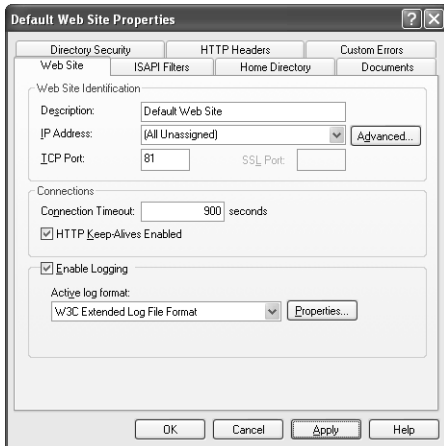 Default Web Site Properties
Directory Security HTTP Headers Custom Errors
Web Site ISAPI Filters Home Directory Documents
Web Site Identification
Description: Default Web Site
IP Address: (All Unassigned) Advanced...
TCP Port: 81 SSL Port:
Connections
Connection Timeout: 900 seconds
HTTP Keep-Alives Enabled
Enable Logging
Active log format:
W3C Extended Log File Format Properties...
OK Cancel Apply Help